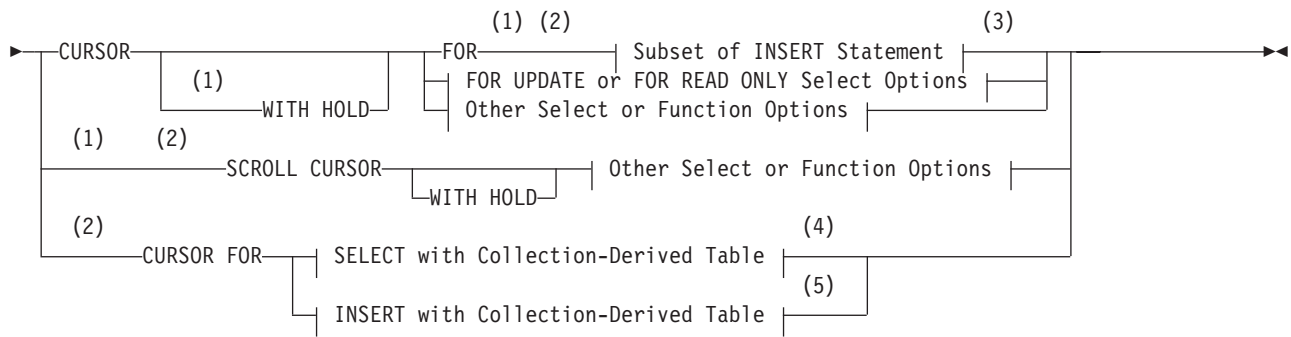 (1) (2) (3)
CURSOR FOR Subset of INSERT Statement
(1) FOR UPDATE or FOR READ ONLY Select Options
WITH HOLD Other Select or Function Options
(1) (2)
SCROLL CURSOR Other Select or Function Options
WITH HOLD
(2) (4)
CURSOR FOR SELECT with Collection-Derived Table
(5)
INSERT with Collection-Derived Table